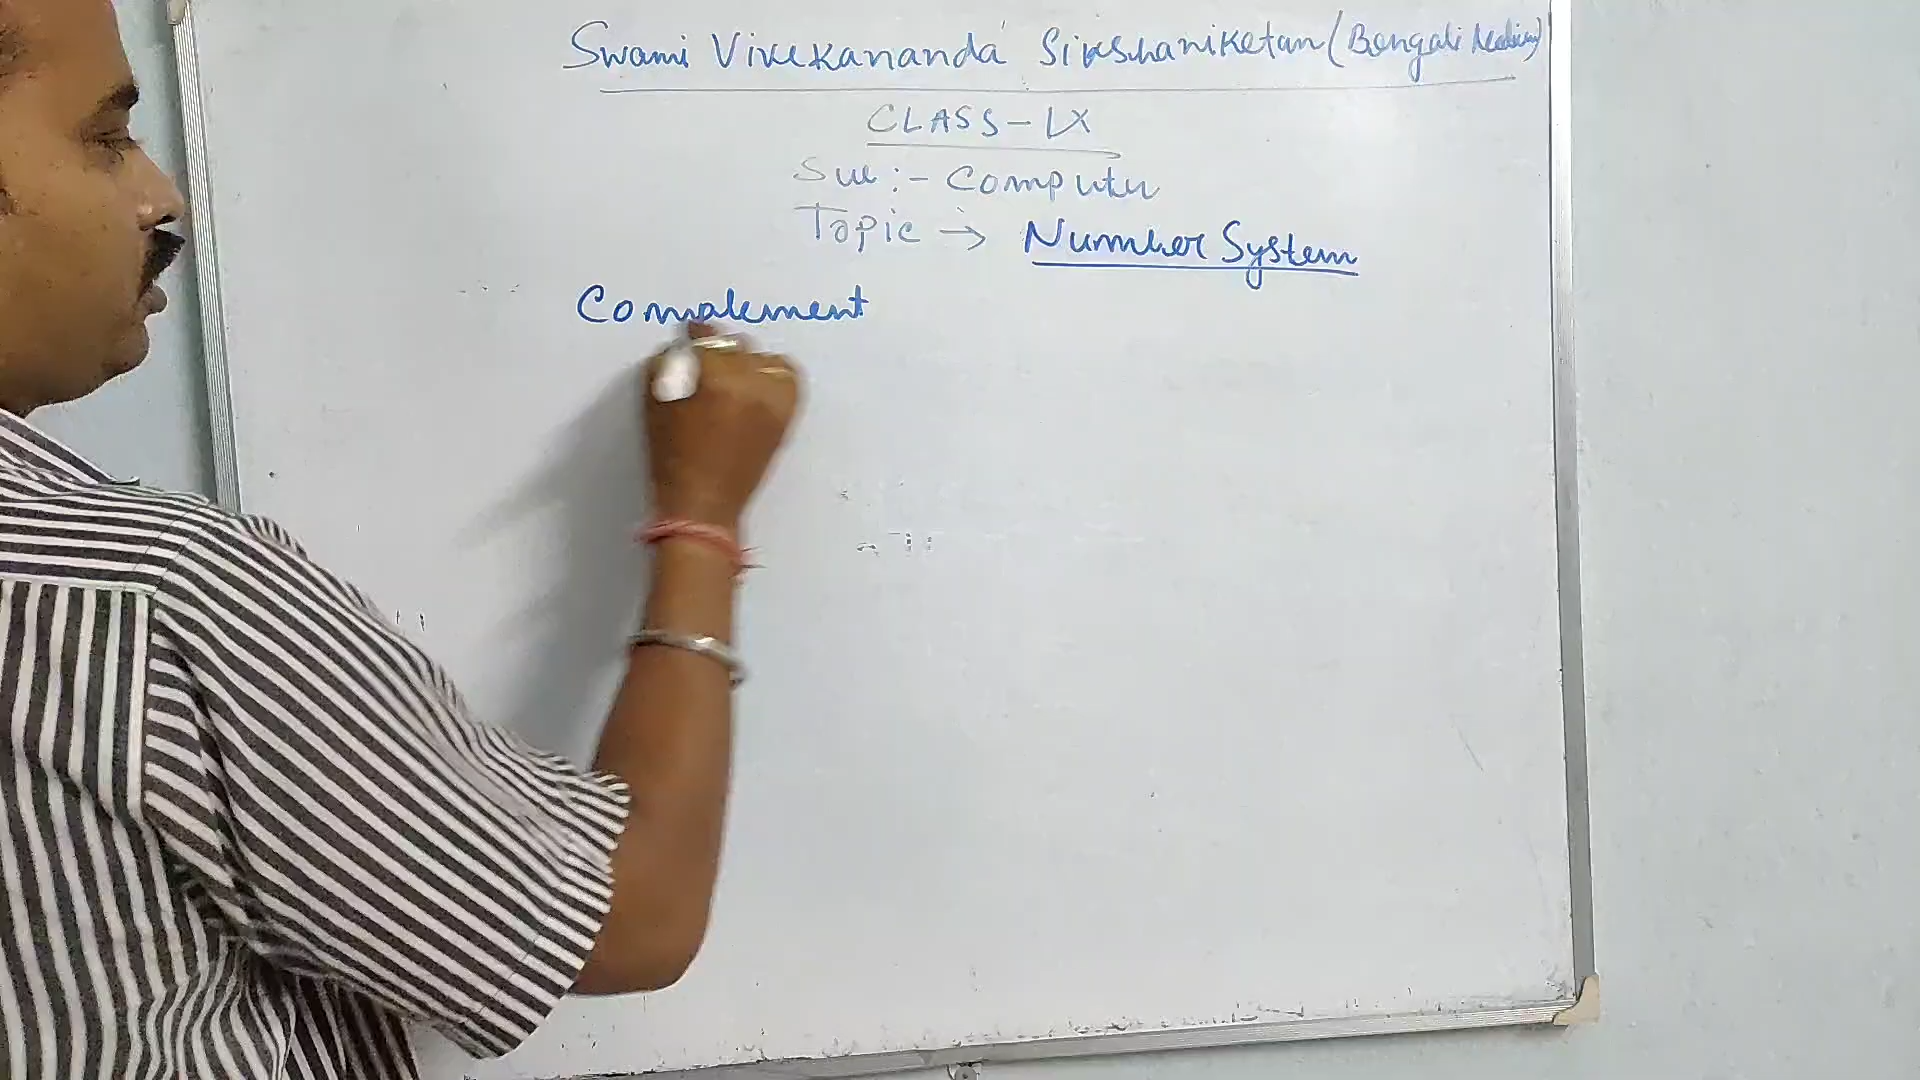 Swami Vivekananda Sikshaniketan (Bengali Medium)
CLASS - IX
Sub :- Computer
Topic → Number System
Complement